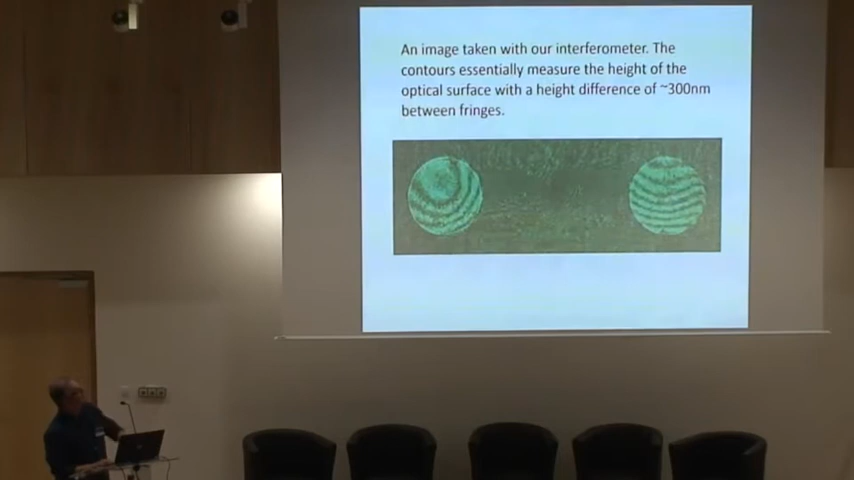 An image taken with our interferometer. The
contours essentially measure the height of the
optical surface with a height difference of ~300nm
between fringes.